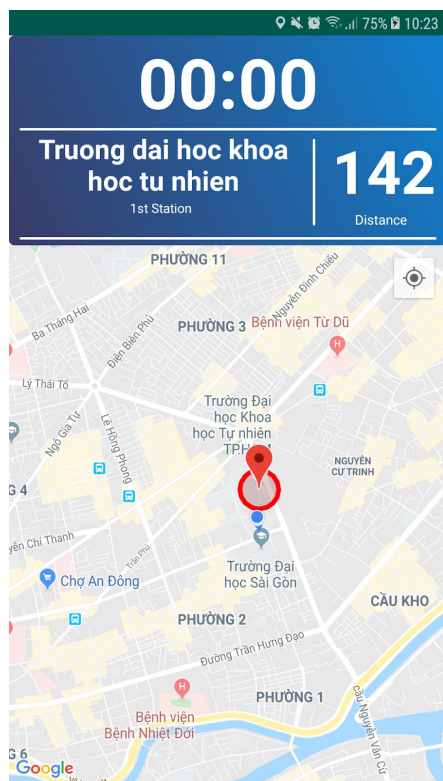 75% 10:23
00:00
Truong dai hoc khoa
hoc tu nhien
1st Station
142
Distance
PHƯỜNG 11
Nguyễn Đình Chiểu
Ba Tháng Hai
Điện Biên Phủ
PHƯỜNG 3
Bệnh viện Từ Dũ
H
Lý Thái Tổ
Trường Đại
học Khoa
học Tự nhiên
Ngô Gia Tự
Lê Hồng Phong
NGUYỄN
CƯ TRINH
G 4
Chí Thanh
Trần Phú
Trường Đại
học Sài Gòn
Chợ An Đông
CẦU KHO
PHƯỜNG 2
Đường Trần Hưng Đạo
H
PHƯỜNG 1
Bệnh viện
Bệnh Nhiệt Đới
cầu Nguyễn Văn Cừ
G 6
Google